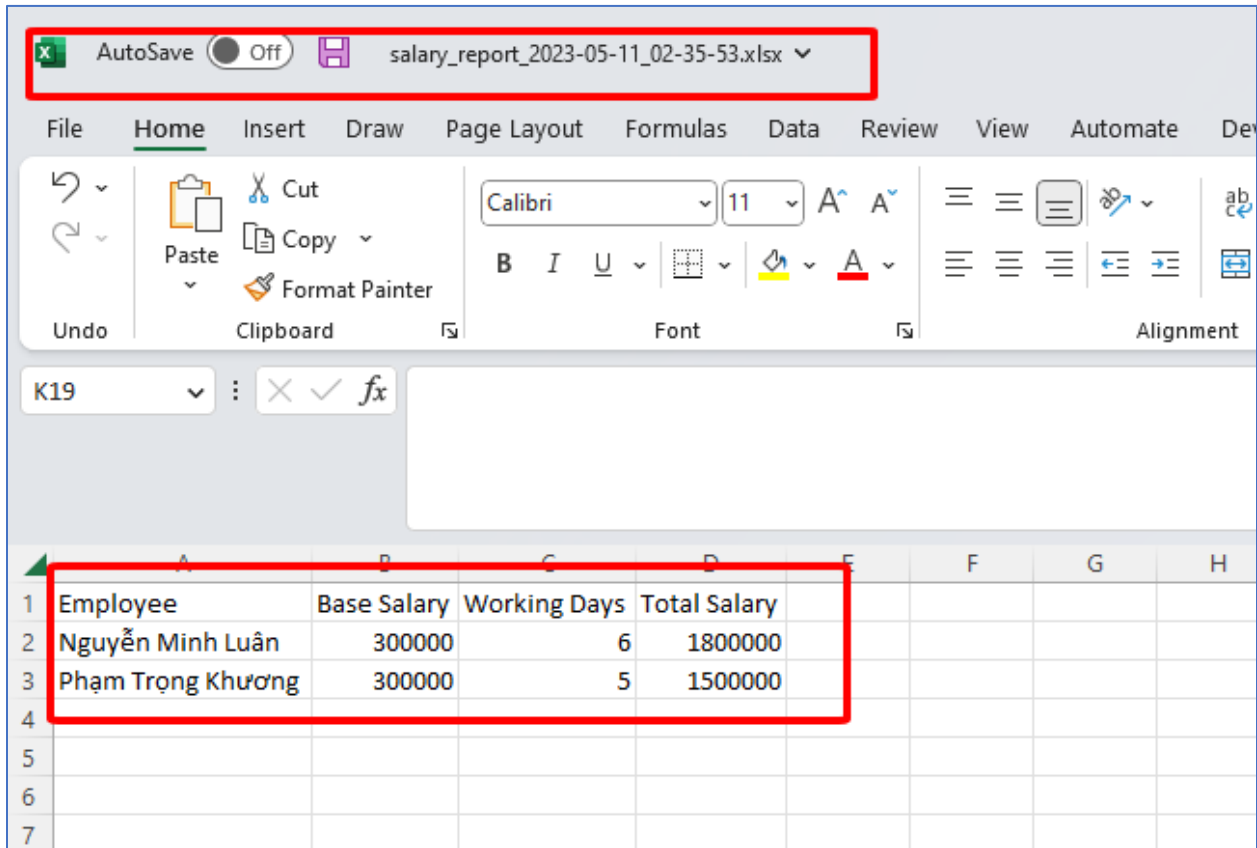 AutoSave Off salary_report_2023-05-11_02-35-53.xlsx
File Home Insert Draw Page Layout Formulas Data Review View Automate Dev
Cut
Calibri 11 A A ab
Copy
Paste
B I U A
Format Painter
Undo Clipboard Font Alignment
K19 fx
A B C D E F G H
1 Employee Base Salary Working Days Total Salary
2 Nguyễn Minh Luân 300000 6 1800000
3 Phạm Trọng Khương 300000 5 1500000
4
5
6
7